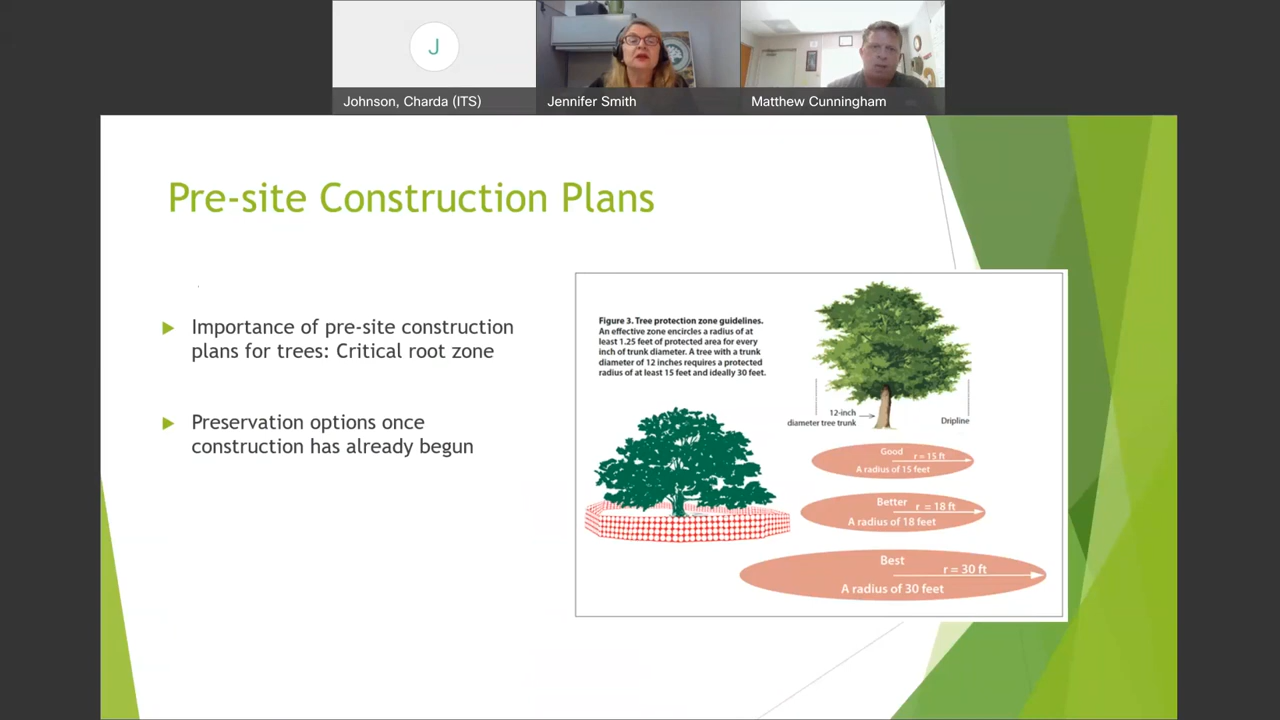 J
Johnson, Charda (ITS)
Jennifer Smith
Matthew Cunningham
Pre-site Construction Plans
Importance of pre-site construction
plans for trees: Critical root zone
Preservation options once
construction has already begun
Figure 3. Tree protection zone guidelines.
An effective zone encircles a radius of at
least 1.25 feet of protected area for every
inch of trunk diameter. A tree with a trunk
diameter of 12 inches requires a protected
radius of at least 15 feet and ideally 30 feet.
12-inch
diameter tree trunk
Dripline
Good
r = 15 ft
A radius of 15 feet
Better
r = 18 ft
A radius of 18 feet
Best
r = 30 ft
A radius of 30 feet